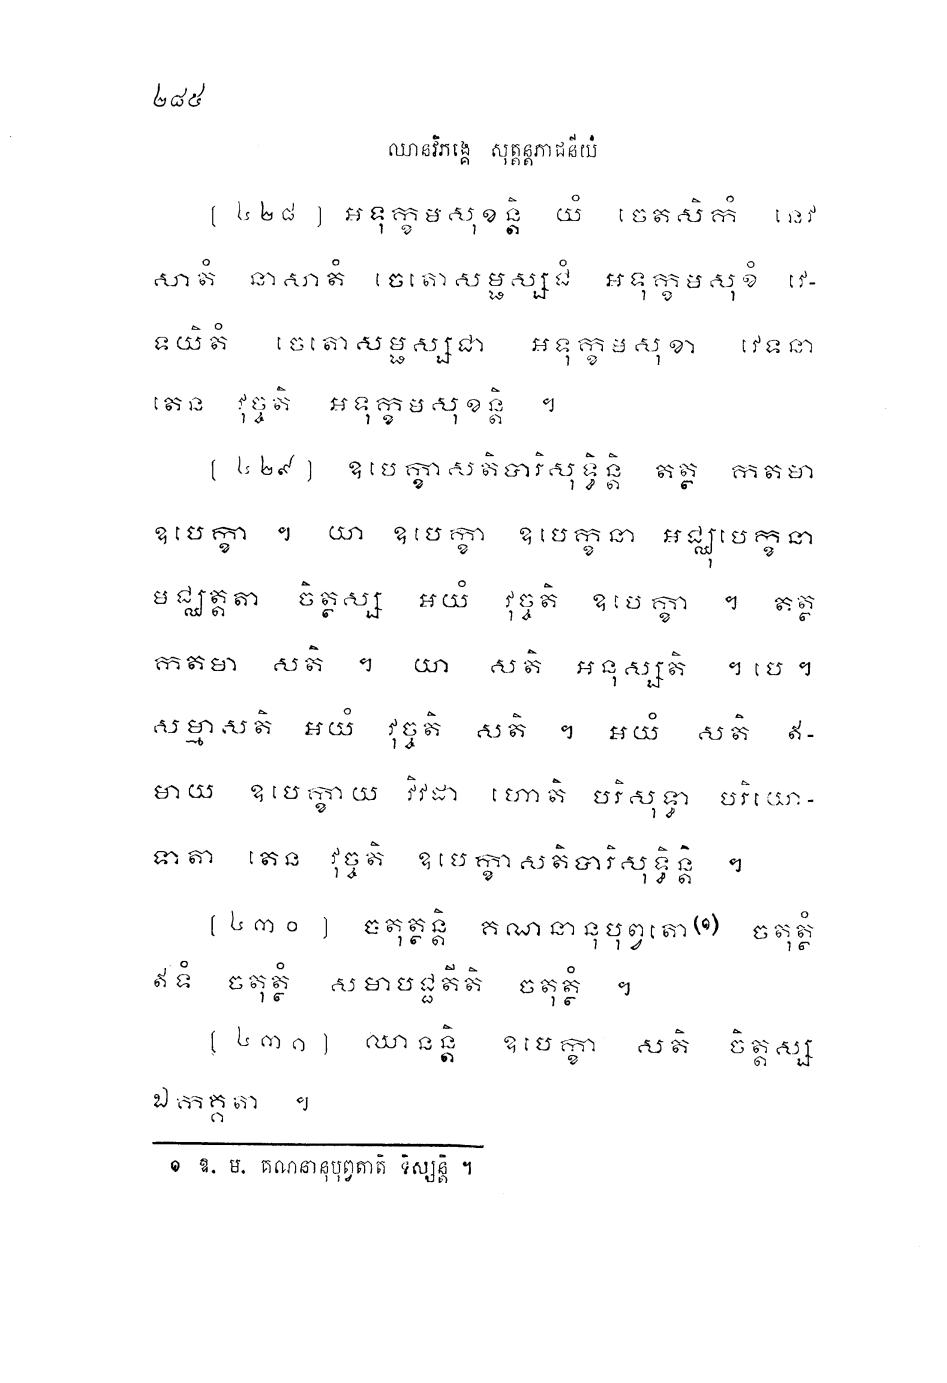 ២៨៥
ឈានវិភង្គេ សុត្តន្តភាជនីយំ
[៤២៨] អទុក្ខមសុខន្តិ យំ ចេតសិកំ នេវ
សាតំ នាសាតំ ចេតោសម្ផស្សជំ អទុក្ខមសុខំ វេ-
ទយិតំ ចេតោសម្ផស្សជា អទុក្ខមសុខា វេទនា
តេន វុច្ចតិ អទុក្ខមសុខន្តិ ។
[៤២៩] ឧបេក្ខាសតិបារិសុទ្ធិន្តិ តត្ថ កតមា
ឧបេក្ខា ។ យា ឧបេក្ខា ឧបេក្ខនា អជ្ឈុបេក្ខនា
មជ្ឈត្តតា ចិត្តស្ស អយំ វុច្ចតិ ឧបេក្ខា ។ តត្ថ
កតមា សតិ ។ យា សតិ អនុស្សតិ ។បេ។
សម្មាសតិ អយំ វុច្ចតិ សតិ ។ អយំ សតិ ឥ-
មាយ ឧបេក្ខាយ វិវដា ហោតិ បរិសុទ្ធា បរិយោ-
ទាតា តេន វុច្ចតិ ឧបេក្ខាសតិបារិសុទ្ធិន្តិ ។
[៤៣០] ចតុត្ថន្តិ គណនានុបុព្វតោ(១) ចតុត្ថំ
ឥទំ ចតុត្ថំ សមាបជ្ជតីតិ ចតុត្ថំ ។
[៤៣១] ឈានន្តិ ឧបេក្ខា សតិ ចិត្តស្ស
ឯកគ្គតា ។
១ ឱ. ម. គណនានុបុព្វតាតិ ទិស្សន្តិ ។